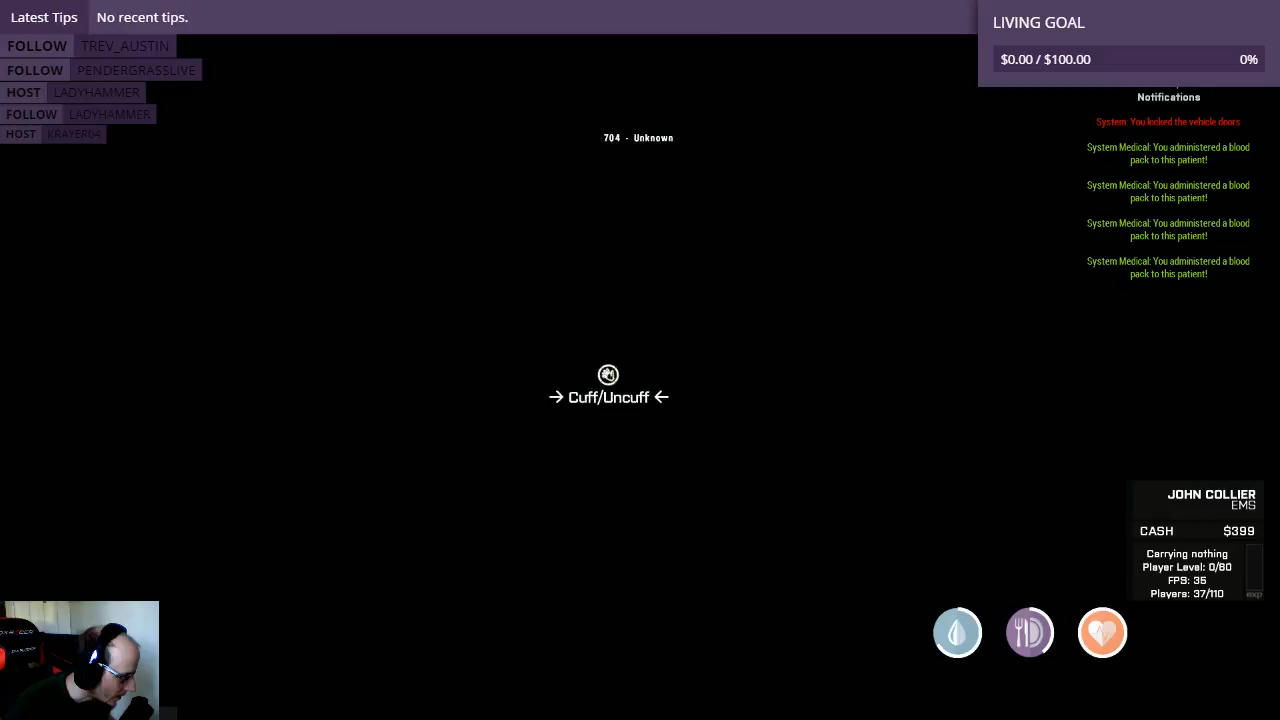 Latest Tips No recent tips.
FOLLOW TREV_AUSTIN
FOLLOW PENDERGRASSLIVE
HOST LADYHAMMER
FOLLOW LADYHAMMER
HOST KRAYER04
LIVING GOAL
$0.00 / $100.00 0%
Notifications
System: You locked the vehicle doors
System Medical: You administered a blood
pack to this patient!
System Medical: You administered a blood
pack to this patient!
System Medical: You administered a blood
pack to this patient!
System Medical: You administered a blood
pack to this patient!
704 - Unknown
→ Cuff/Uncuff ←
JOHN COLLIER
EMS
CASH $399
Carrying nothing
Player Level: 0/60
FPS: 35
Players: 37/110
exp